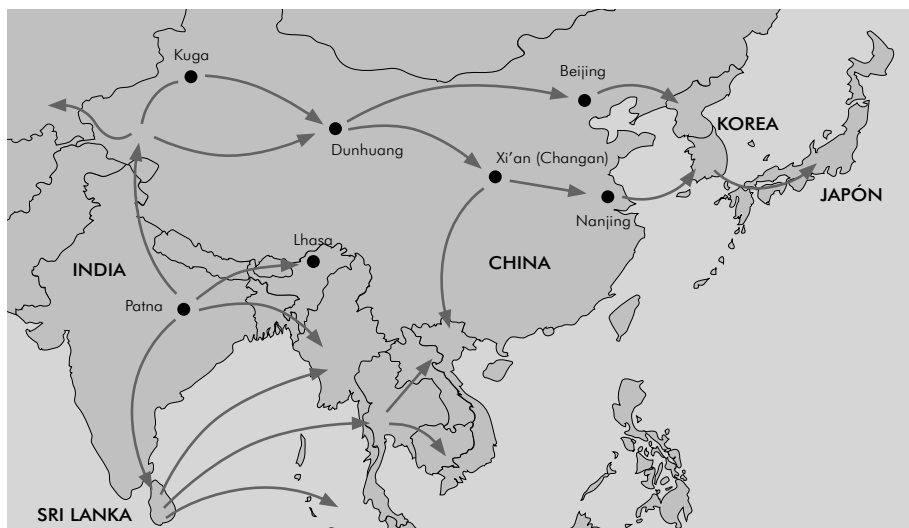 Kuga
Beijing
KOREA
Dunhuang
Xi’an (Changan)
JAPÓN
Nanjing
Lhasa
INDIA
CHINA
Patna
SRI LANKA